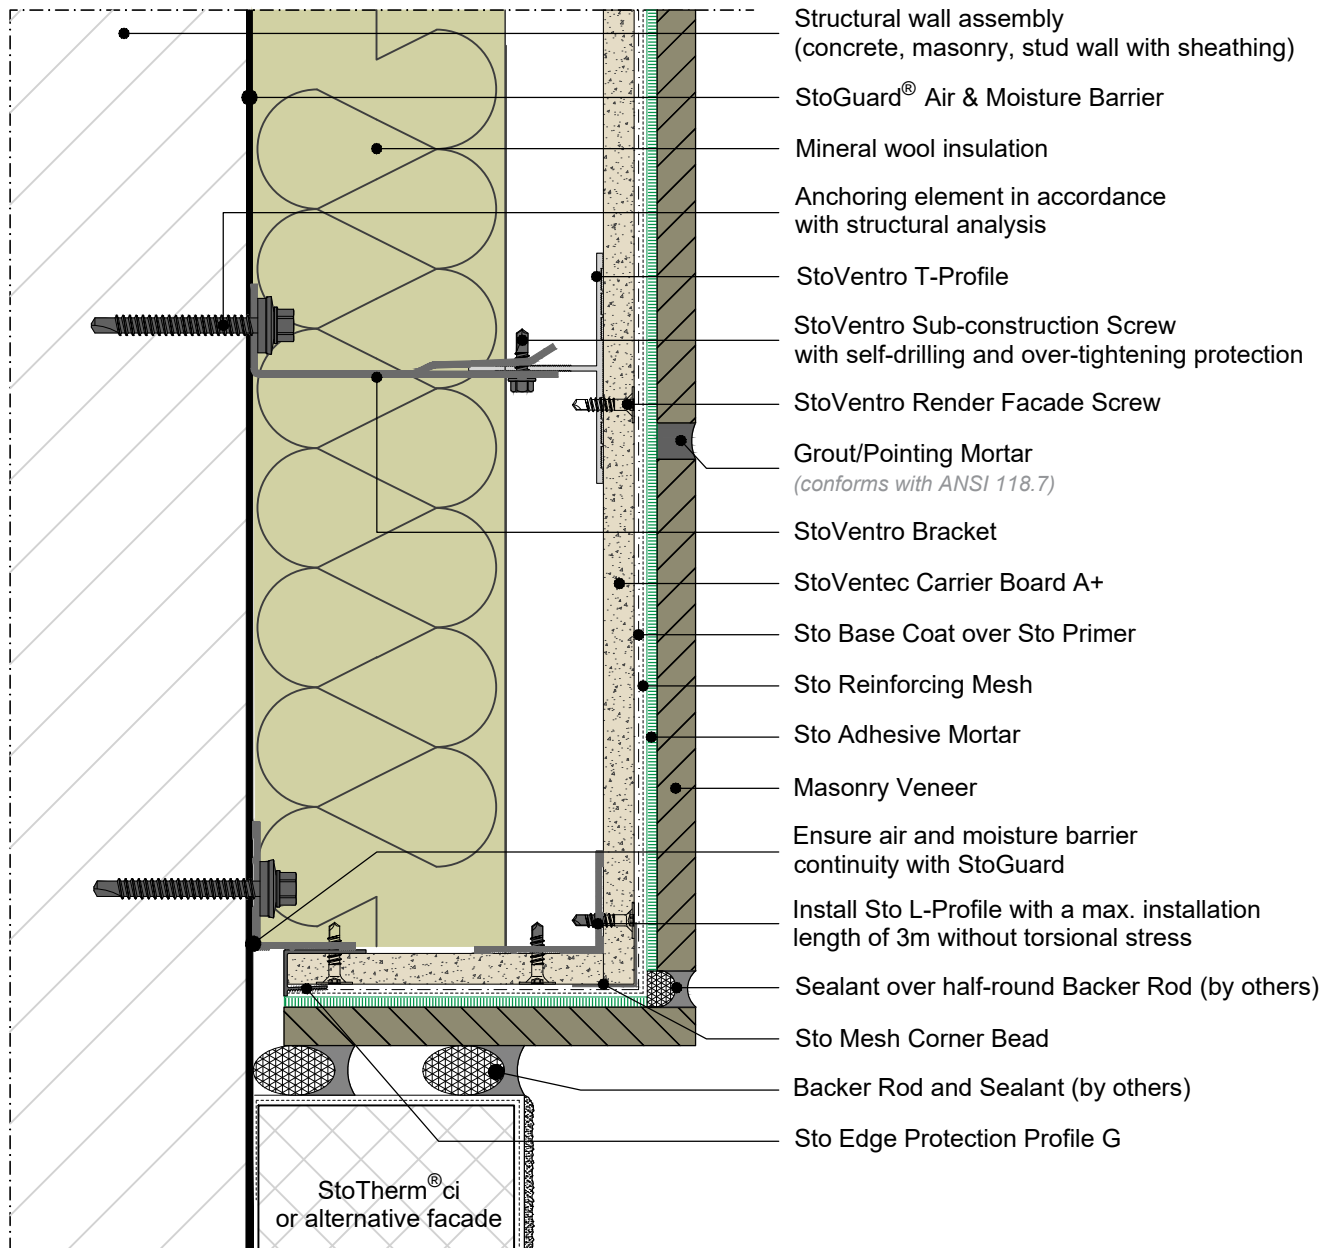 Structural wall assembly
(concrete, masonry, stud wall with sheathing)
StoGuard® Air & Moisture Barrier
Mineral wool insulation
Anchoring element in accordance
with structural analysis
StoVentro T-Profile
StoVentro Sub-construction Screw
with self-drilling and over-tightening protection
StoVentro Render Facade Screw
Grout/Pointing Mortar
(conforms with ANSI 118.7)
StoVentro Bracket
StoVentec Carrier Board A+
Sto Base Coat over Sto Primer
Sto Reinforcing Mesh
Sto Adhesive Mortar
Masonry Veneer
Ensure air and moisture barrier
continuity with StoGuard
Install Sto L-Profile with a max. installation
length of 3m without torsional stress
Sealant over half-round Backer Rod (by others)
Sto Mesh Corner Bead
Backer Rod and Sealant (by others)
Sto Edge Protection Profile G
StoTherm®ci
or alternative facade